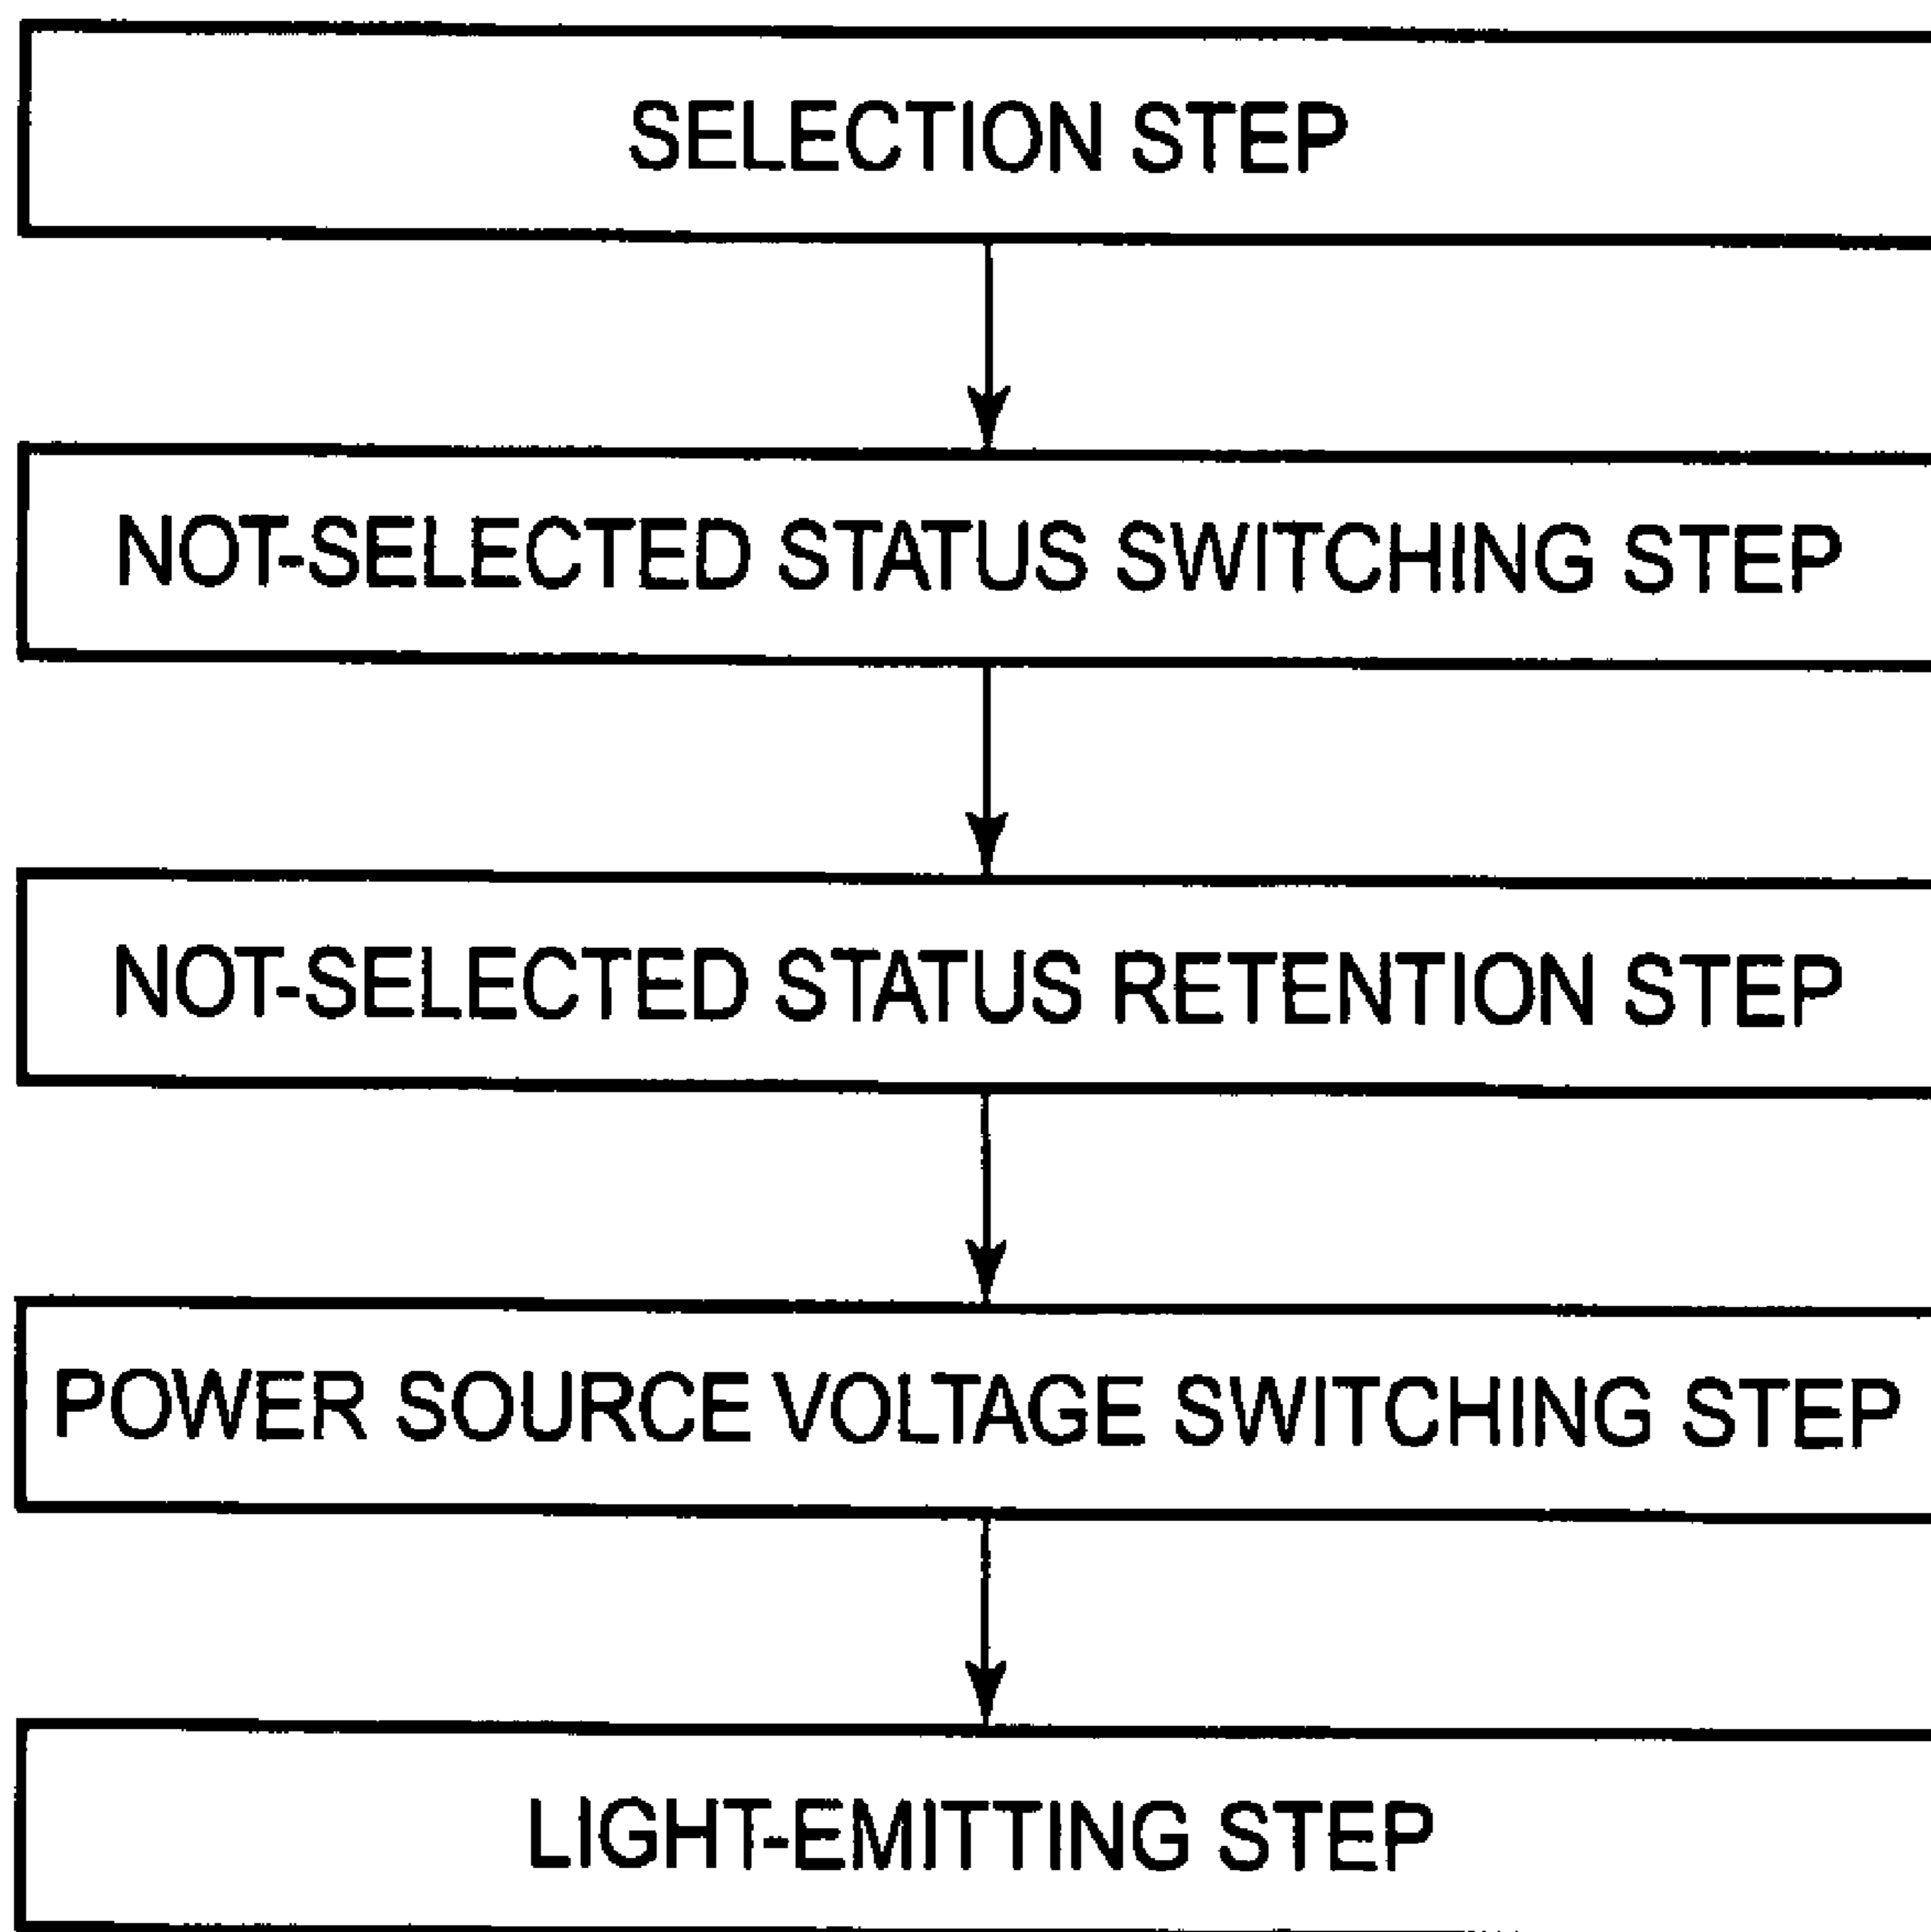 SELECTION STEP
NOT-SELECTED STATUS SWITCHING STEP
NOT-SELECTED STATUS RETENTION STEP
POWER SOURCE VOLTAGE SWITCHING STEP
LIGHT-EMITTING STEP